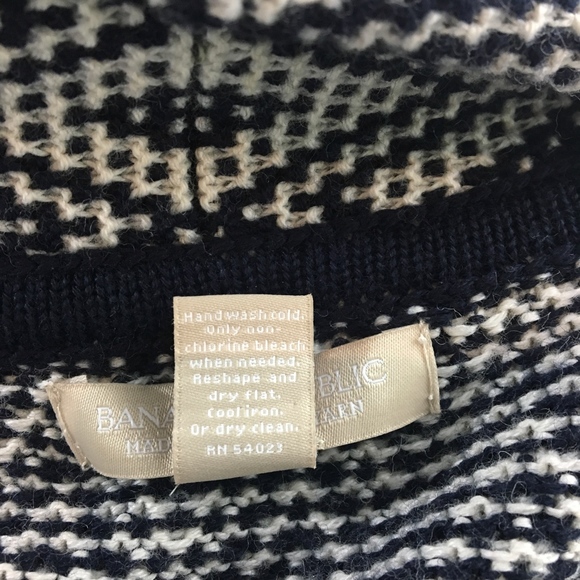 Hand wash cold.
Only non-
chlorine bleach
when needed.
Reshape and
dry flat.
Cool iron.
Or dry clean.
RN 54023
BANA BLIC
MAD ARN